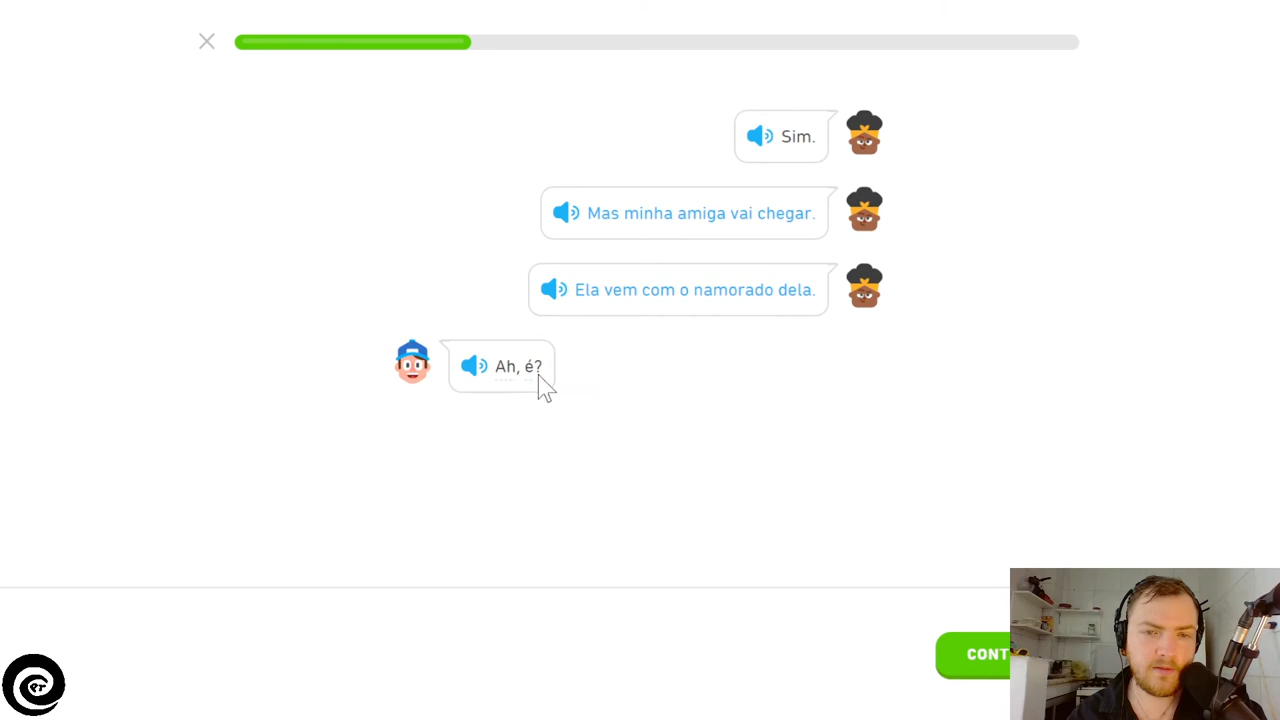 Sim.
Mas minha amiga vai chegar.
Ela vem com o namorado dela.
Ah, é?
CONT